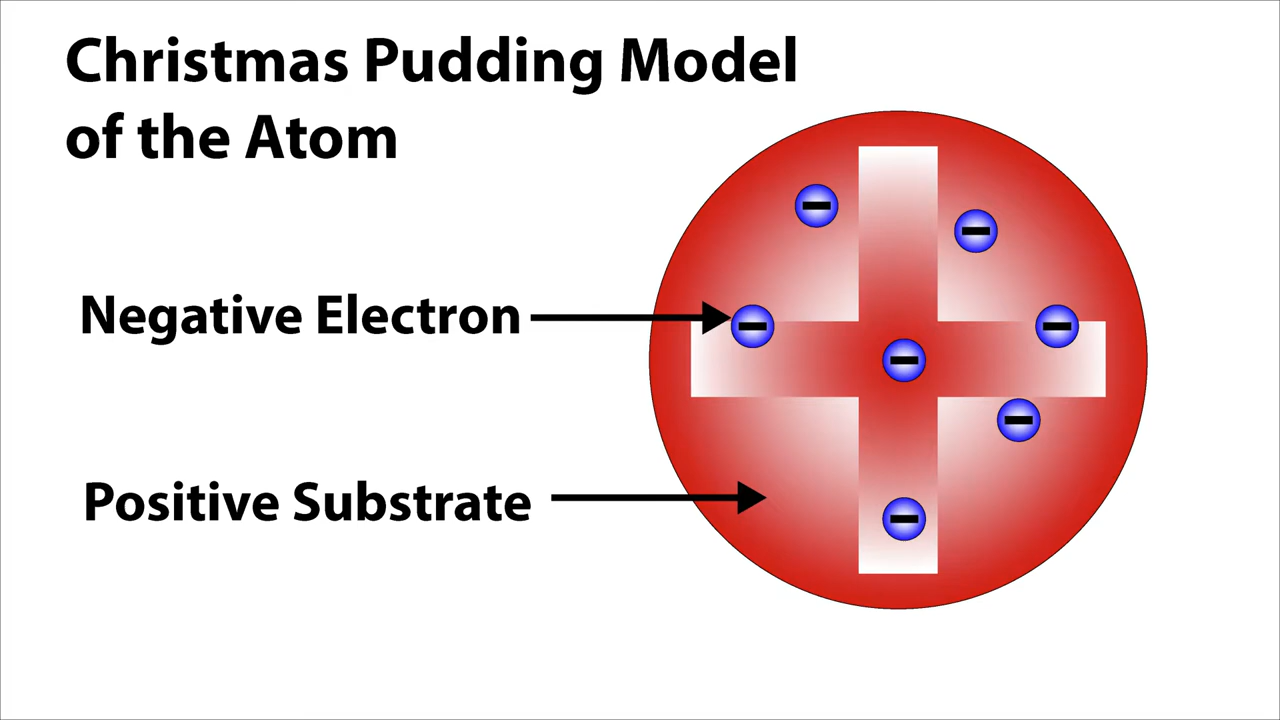 Christmas Pudding Model
of the Atom
Negative Electron
Positive Substrate